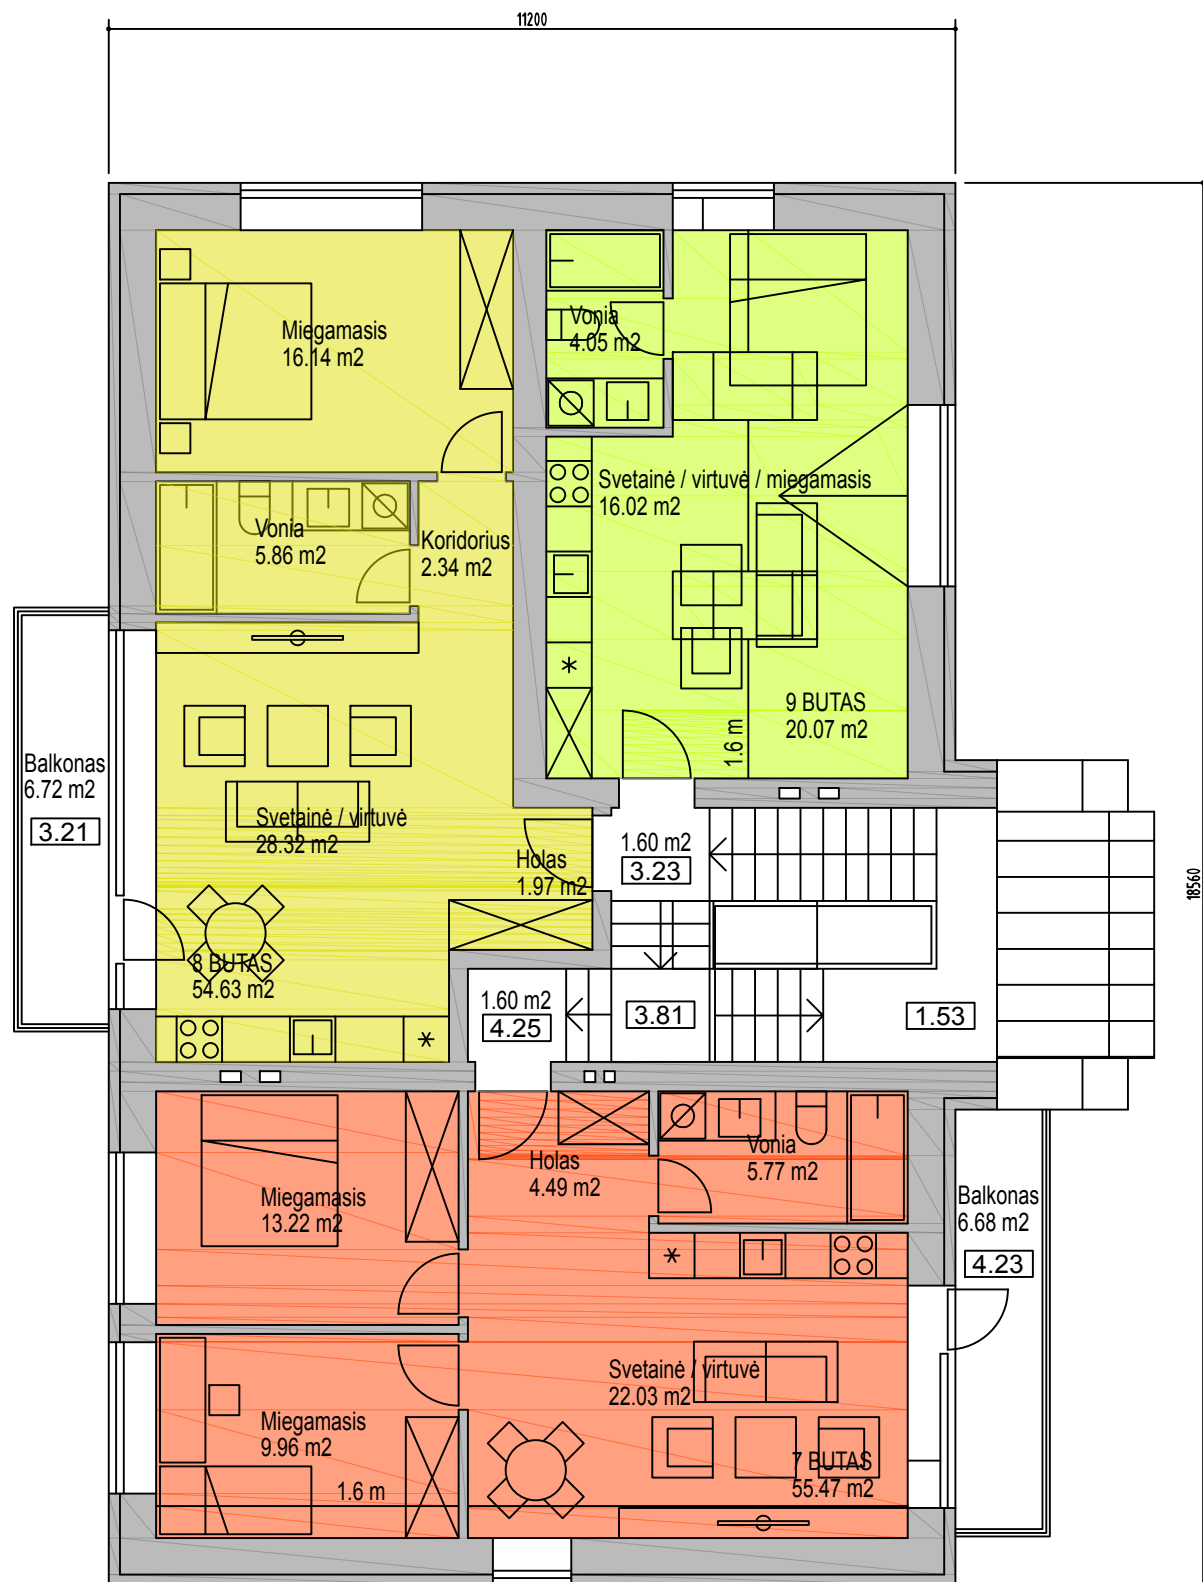 11200
Miegamasis
16.14 m2
Vonia
4.05 m2
Svetainė / virtuvė / miegamasis
16.02 m2
Vonia
5.86 m2
Koridorius
2.34 m2
9 BUTAS
20.07 m2
1.6 m
Balkonas
6.72 m2
3.21
Svetainė / virtuvė
28.32 m2
Holas
1.97 m2
1.60 m2
3.23
18560
8 BUTAS
54.63 m2
1.60 m2
4.25
3.81
1.53
Holas
4.49 m2
Vonia
5.77 m2
Miegamasis
13.22 m2
Balkonas
6.68 m2
4.23
Svetainė / virtuvė
22.03 m2
Miegamasis
9.96 m2
1.6 m
7 BUTAS
55.47 m2